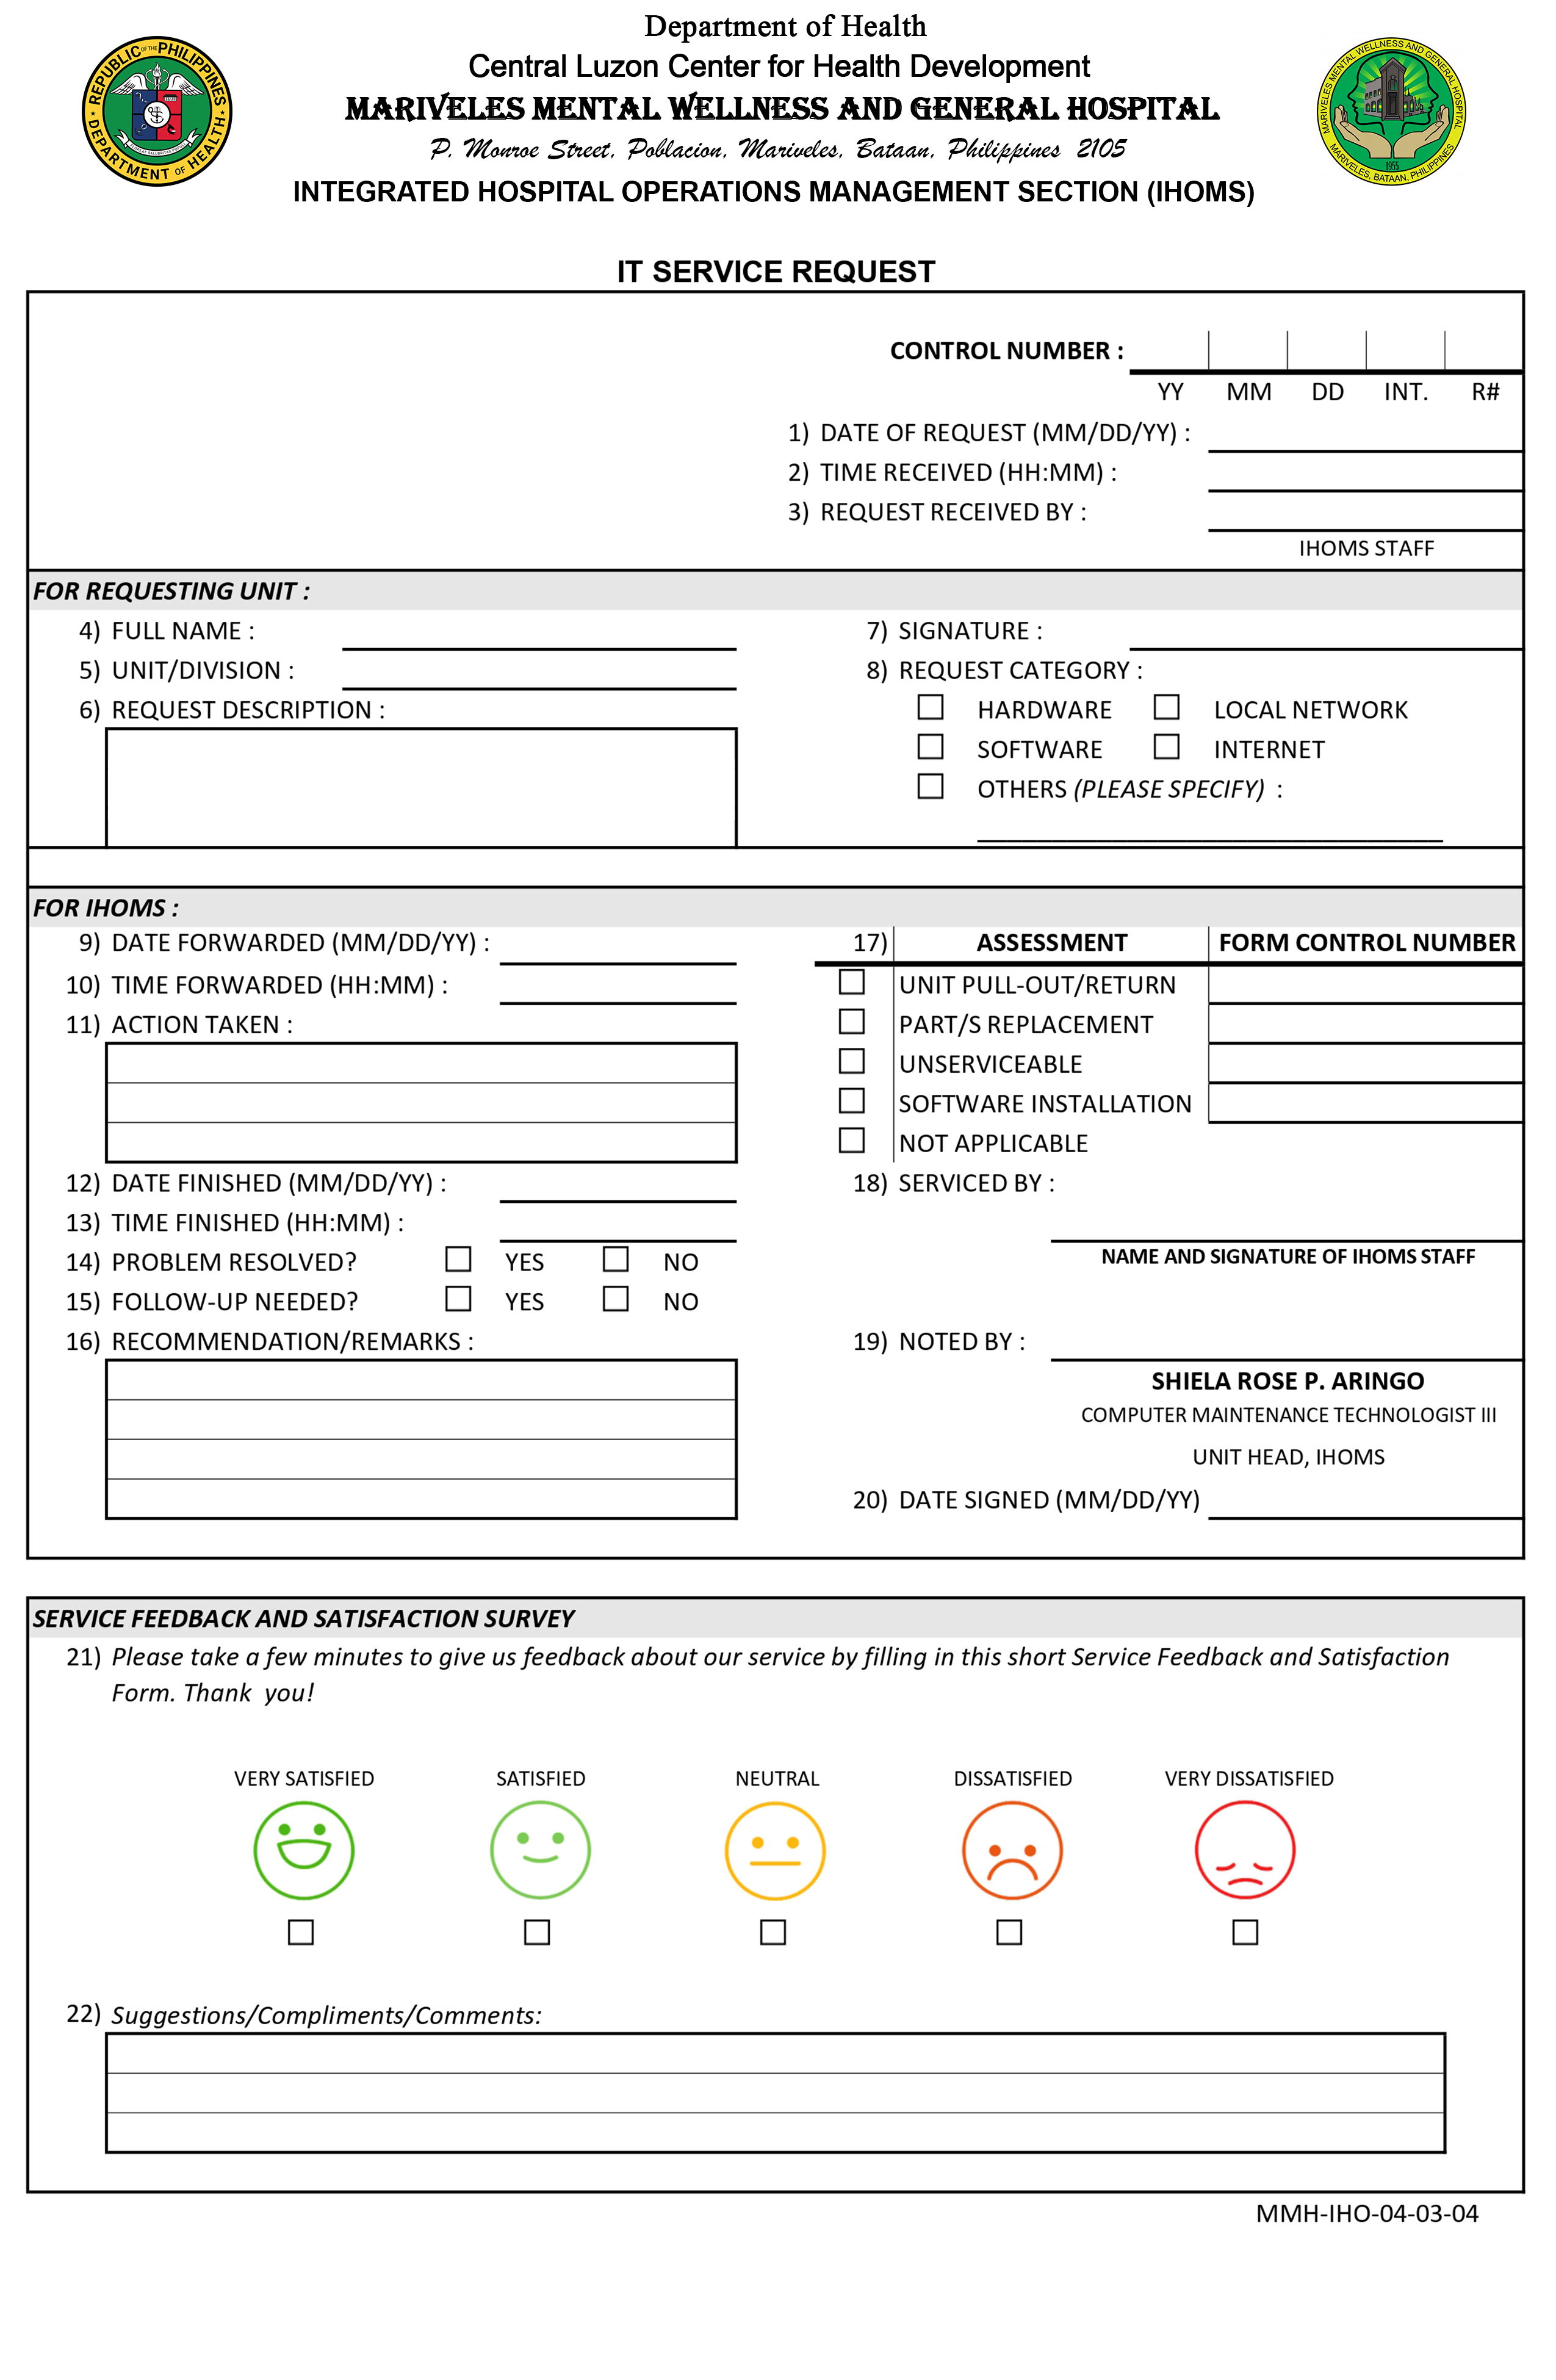 Department of Health
Central Luzon Center for Health Development
MARIVELES MENTAL WELLNESS AND GENERAL HOSPITAL
P. Monroe Street, Poblacion, Mariveles, Bataan, Philippines 2105
INTEGRATED HOSPITAL OPERATIONS MANAGEMENT SECTION (IHOMS)
REPUBLIC OF THE PHILIPPINES
DEPARTMENT OF HEALTH
MARIVELES MENTAL WELLNESS AND GENERAL HOSPITAL
1955
MARIVELES, BATAAN, PHILIPPINES
IT SERVICE REQUEST
CONTROL NUMBER :
YY MM DD INT. R#
1) DATE OF REQUEST (MM/DD/YY) :
2) TIME RECEIVED (HH:MM) :
3) REQUEST RECEIVED BY :
IHOMS STAFF
FOR REQUESTING UNIT :
4) FULL NAME :
5) UNIT/DIVISION :
6) REQUEST DESCRIPTION :
7) SIGNATURE :
8) REQUEST CATEGORY :
HARDWARE LOCAL NETWORK
SOFTWARE INTERNET
OTHERS (PLEASE SPECIFY) :
FOR IHOMS :
9) DATE FORWARDED (MM/DD/YY) :
10) TIME FORWARDED (HH:MM) :
11) ACTION TAKEN :
12) DATE FINISHED (MM/DD/YY) :
13) TIME FINISHED (HH:MM) :
14) PROBLEM RESOLVED? YES NO
15) FOLLOW-UP NEEDED? YES NO
16) RECOMMENDATION/REMARKS :
17) ASSESSMENT FORM CONTROL NUMBER
UNIT PULL-OUT/RETURN
PART/S REPLACEMENT
UNSERVICEABLE
SOFTWARE INSTALLATION
NOT APPLICABLE
18) SERVICED BY :
NAME AND SIGNATURE OF IHOMS STAFF
19) NOTED BY :
SHIELA ROSE P. ARINGO
COMPUTER MAINTENANCE TECHNOLOGIST III
UNIT HEAD, IHOMS
20) DATE SIGNED (MM/DD/YY)
SERVICE FEEDBACK AND SATISFACTION SURVEY
21) Please take a few minutes to give us feedback about our service by filling in this short Service Feedback and Satisfaction
Form. Thank you!
VERY SATISFIED SATISFIED NEUTRAL DISSATISFIED VERY DISSATISFIED
22) Suggestions/Compliments/Comments:
MMH-IHO-04-03-04